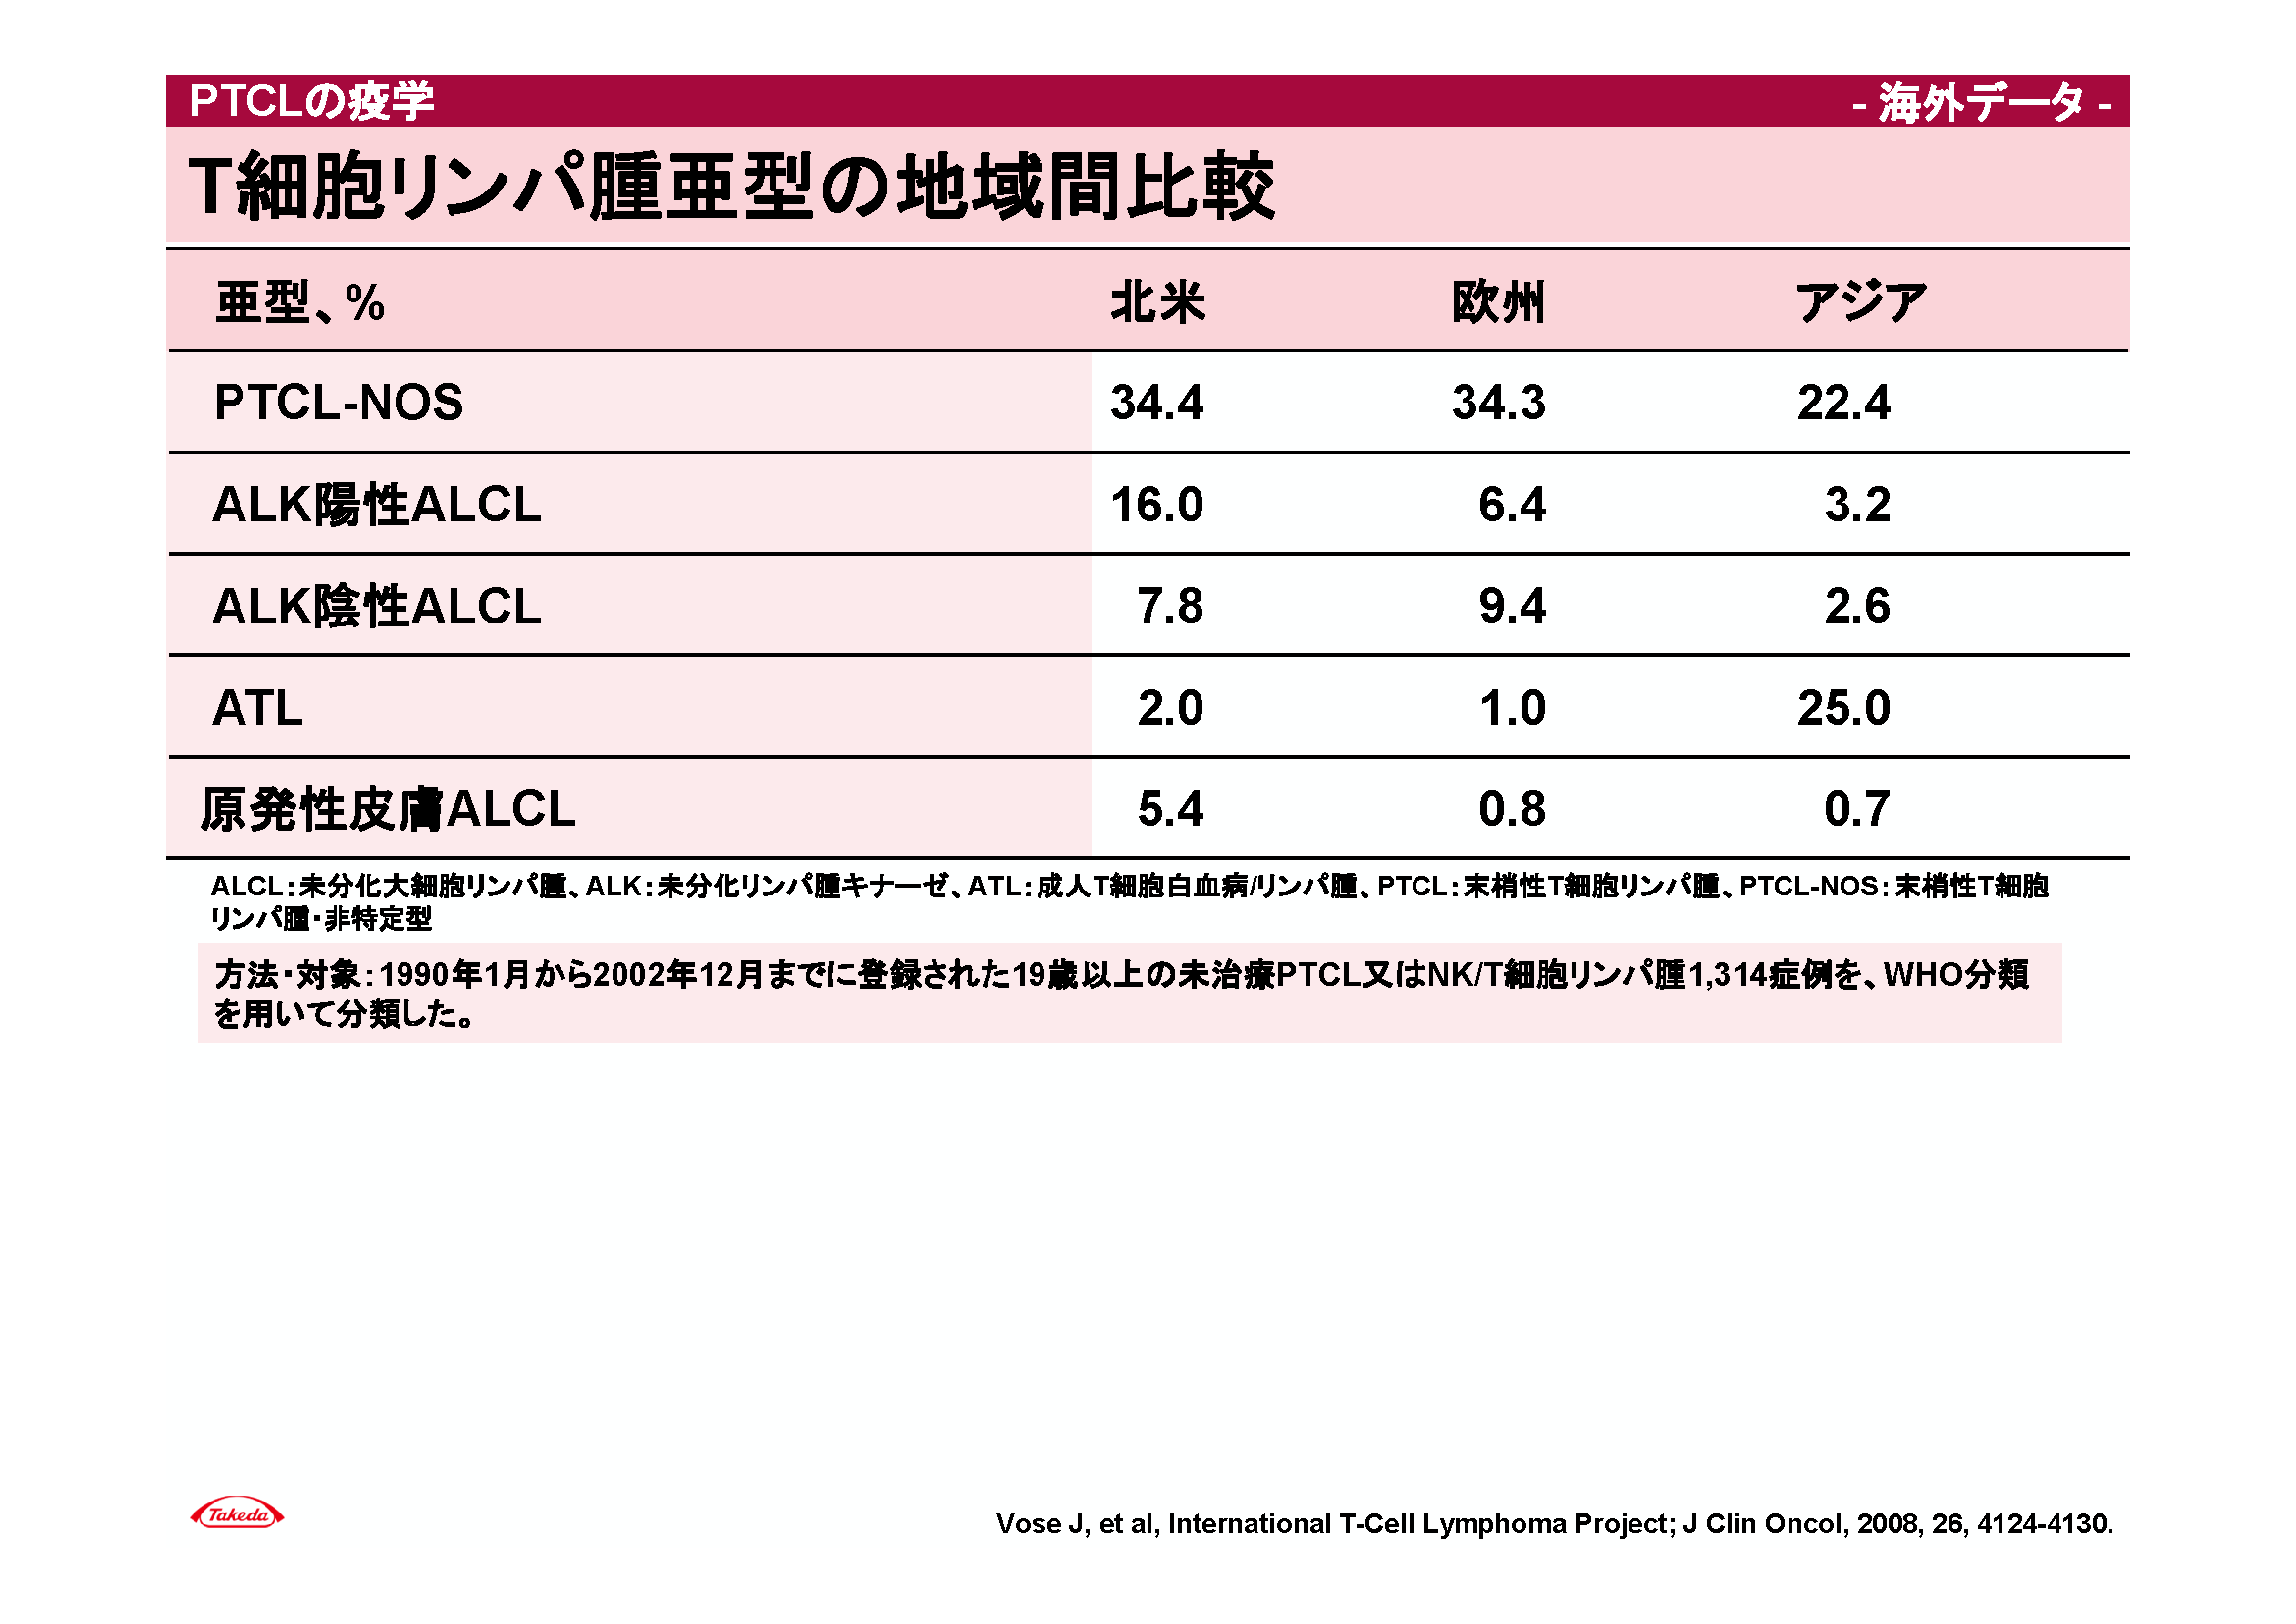 PTCLの疫学 - 海外データ -
T細胞リンパ腫亜型の地域間比較
亜型、% 北米 欧州 アジア
PTCL-NOS 34.4 34.3 22.4
ALK陽性ALCL 16.0 6.4 3.2
ALK陰性ALCL 7.8 9.4 2.6
ATL 2.0 1.0 25.0
原発性皮膚ALCL 5.4 0.8 0.7
ALCL：未分化大細胞リンパ腫、ALK：未分化リンパ腫キナーゼ、ATL：成人T細胞白血病/リンパ腫、PTCL：末梢性T細胞リンパ腫、PTCL-NOS：末梢性T細胞
リンパ腫・非特定型
方法・対象：1990年1月から2002年12月までに登録された19歳以上の未治療PTCL又はNK/T細胞リンパ腫1,314症例を、WHO分類
を用いて分類した。
Takeda
Vose J, et al, International T-Cell Lymphoma Project; J Clin Oncol, 2008, 26, 4124-4130.